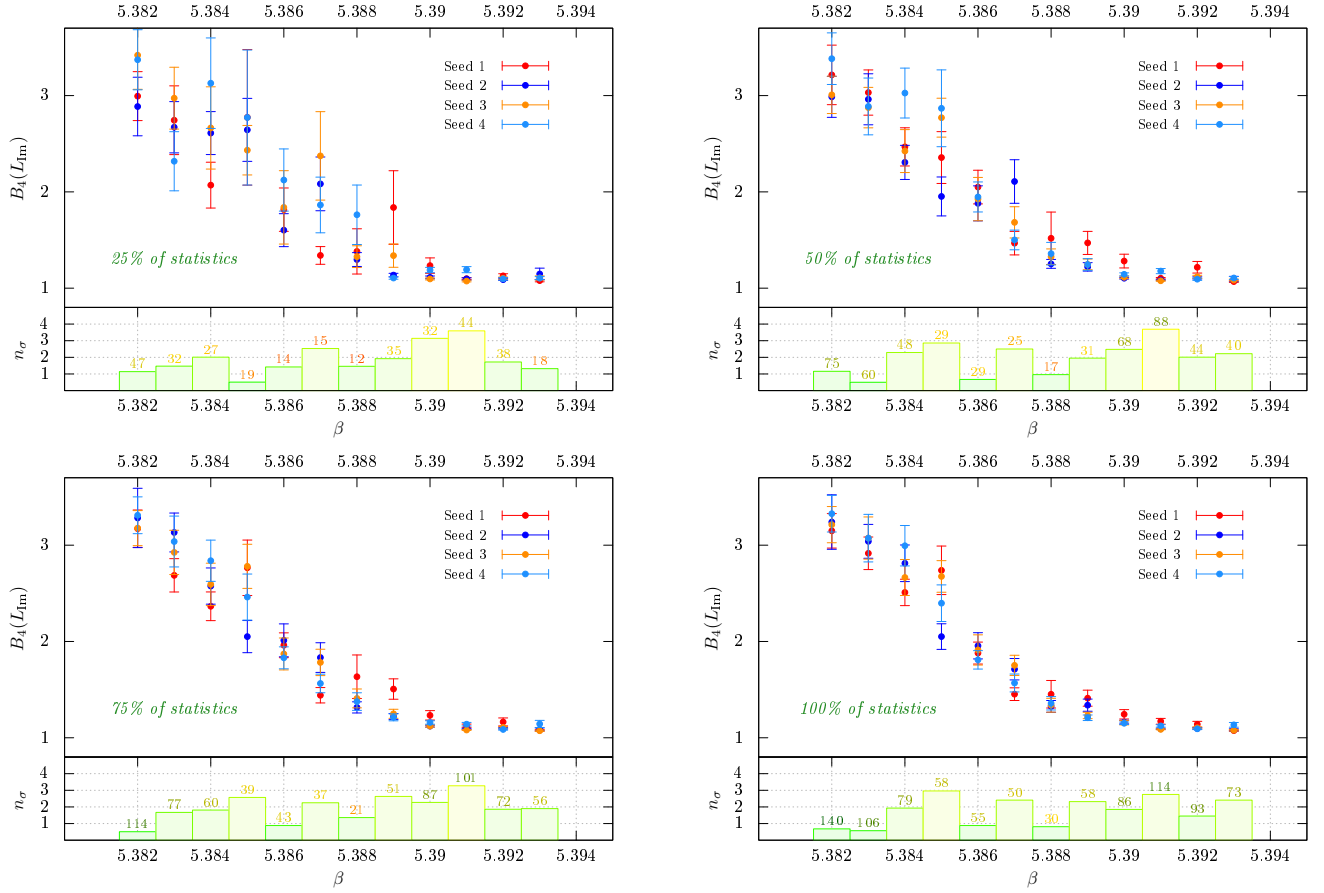 5.382 5.384 5.386 5.388 5.39 5.392 5.394
3
2
1
B4(LIm)
Seed 1
Seed 2
Seed 3
Seed 4
25% of statistics
4
3
2
1
nσ
47 32 27 19 14 15 12 35 32 44 38 18
5.382 5.384 5.386 5.388 5.39 5.392 5.394
β
5.382 5.384 5.386 5.388 5.39 5.392 5.394
3
2
1
B4(LIm)
Seed 1
Seed 2
Seed 3
Seed 4
50% of statistics
4
3
2
1
nσ
75 60 48 29 29 25 17 31 68 88 44 40
5.382 5.384 5.386 5.388 5.39 5.392 5.394
β
5.382 5.384 5.386 5.388 5.39 5.392 5.394
3
2
1
B4(LIm)
Seed 1
Seed 2
Seed 3
Seed 4
75% of statistics
4
3
2
1
nσ
114 77 60 39 43 37 21 51 87 101 72 56
5.382 5.384 5.386 5.388 5.39 5.392 5.394
β
5.382 5.384 5.386 5.388 5.39 5.392 5.394
3
2
1
B4(LIm)
Seed 1
Seed 2
Seed 3
Seed 4
100% of statistics
4
3
2
1
nσ
140 106 79 58 55 50 30 58 86 114 93 73
5.382 5.384 5.386 5.388 5.39 5.392 5.394
β